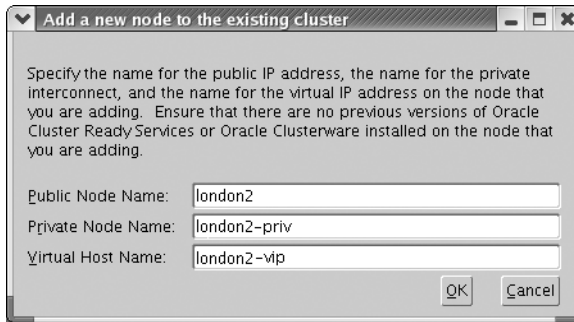 Add a new node to the existing cluster
Specify the name for the public IP address, the name for the private
interconnect, and the name for the virtual IP address on the node that
you are adding. Ensure that there are no previous versions of Oracle
Cluster Ready Services or Oracle Clusterware installed on the node that
you are adding.
Public Node Name: london2
Private Node Name: london2-priv
Virtual Host Name: london2-vip
OK Cancel